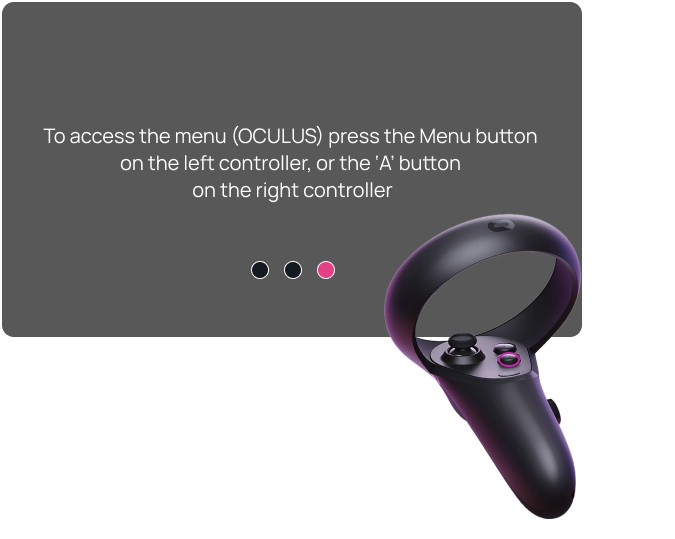 To access the menu (OCULUS) press the Menu button
on the left controller, or the ‘A’ button
on the right controller